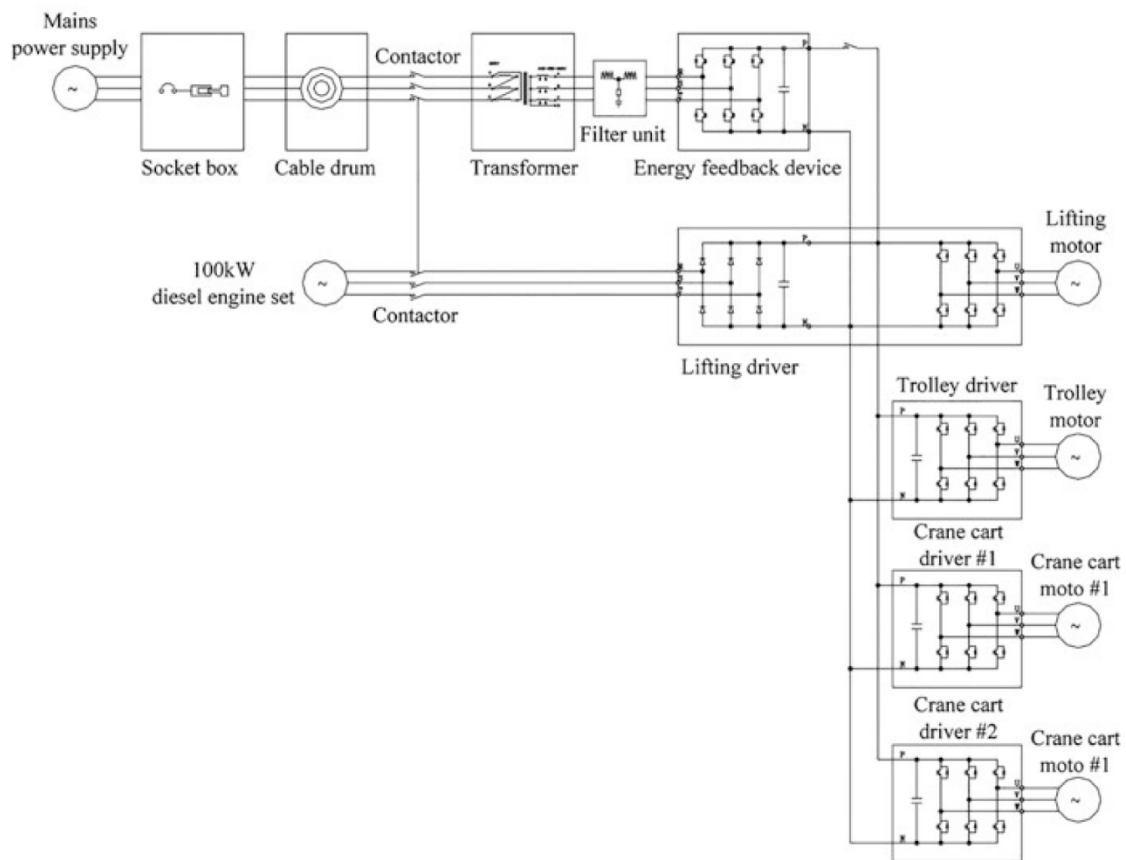 Mains
power supply
Contactor
Socket box
Cable drum
Transformer
Filter unit
Energy feedback device
P
N
100kW
diesel engine set
Contactor
P
N
U
V
W
Lifting
motor
Lifting driver
Trolley driver
P
N
U
V
W
Trolley
motor
Crane cart
driver #1
P
N
U
V
W
Crane cart
moto #1
Crane cart
driver #2
P
N
U
V
W
Crane cart
moto #1